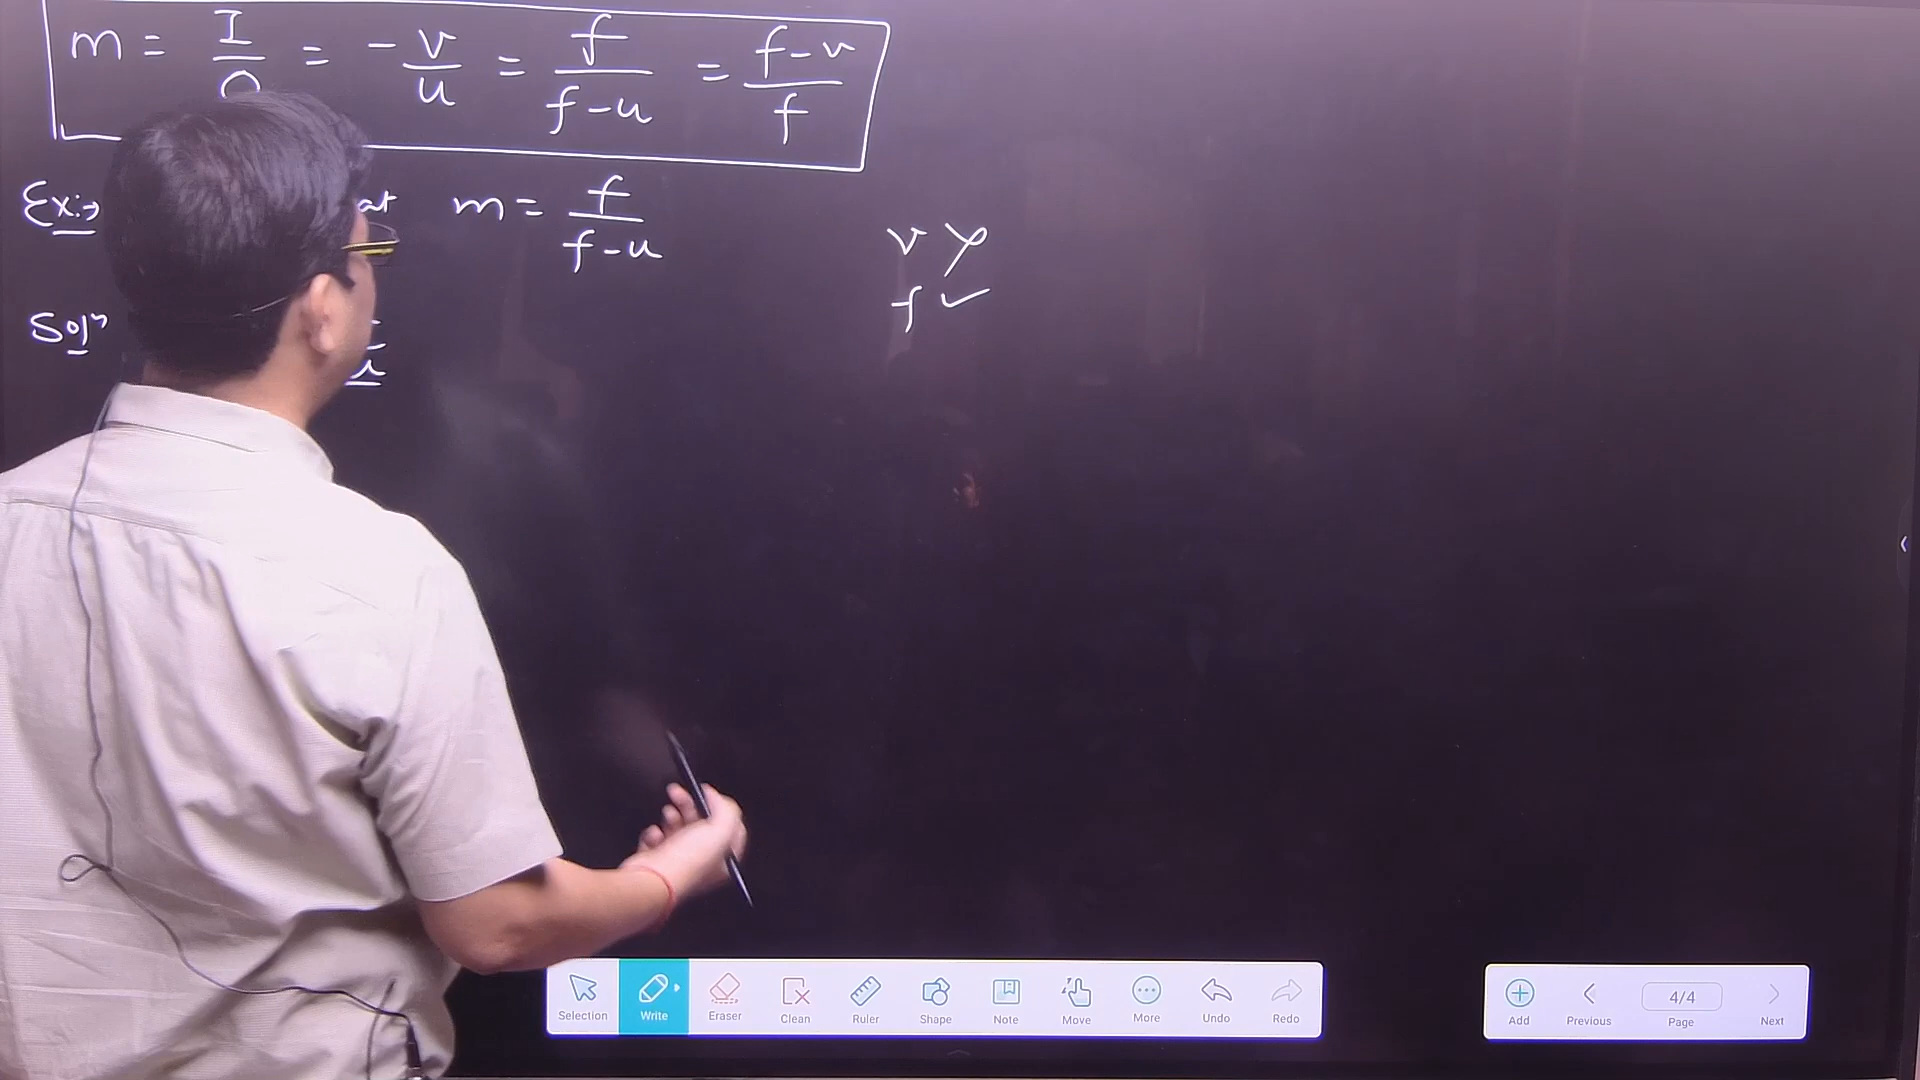 m = I/O = -v/u = f/f-u = f-v/f
Ex:→ at m = f/f-u
v ✗
f ✓
Sol^n u
Selection Write Eraser Clean Ruler Shape Note Move More Undo Redo
Add Previous 4/4 Page Next